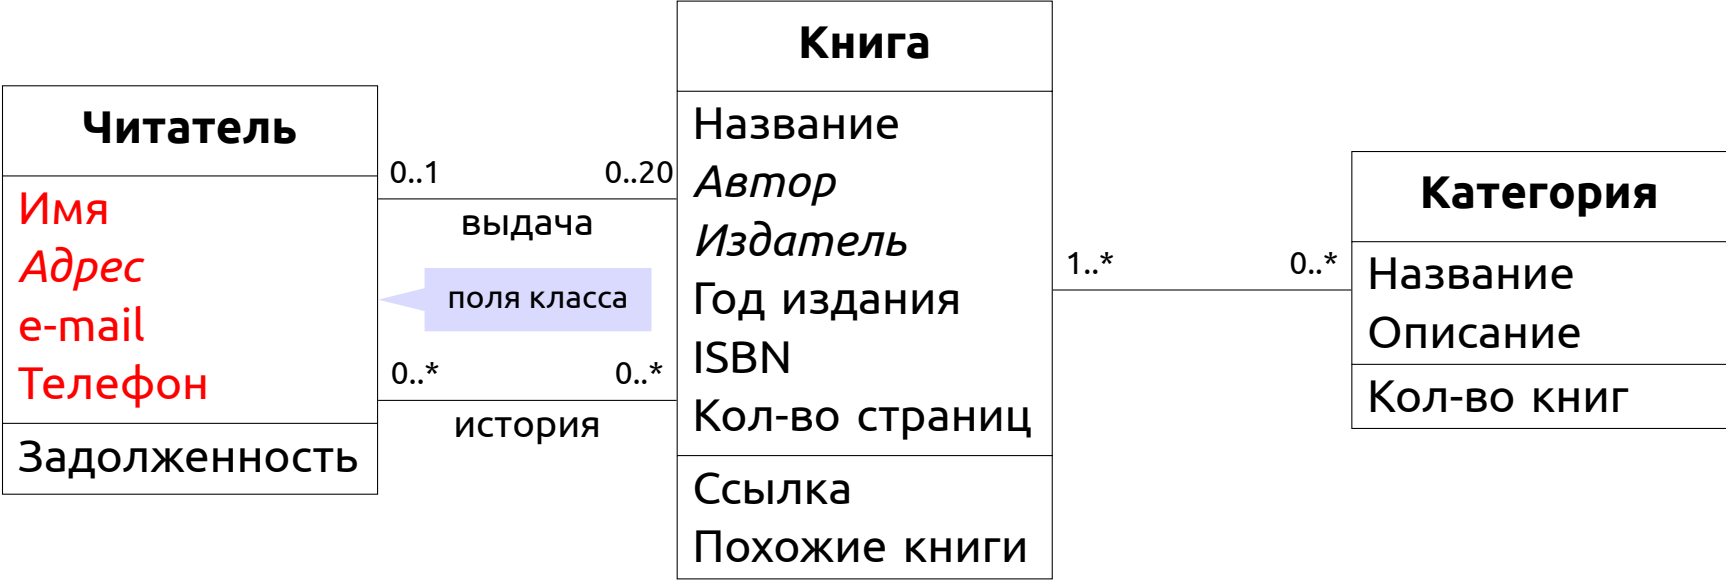 Читатель
Имя
Адрес
e-mail
Телефон
Задолженность
0..1
0..20
выдача
поля класса
0..*
0..*
история
Книга
Название
Автор
Издатель
Год издания
ISBN
Кол-во страниц
Ссылка
Похожие книги
1..*
0..*
Категория
Название
Описание
Кол-во книг